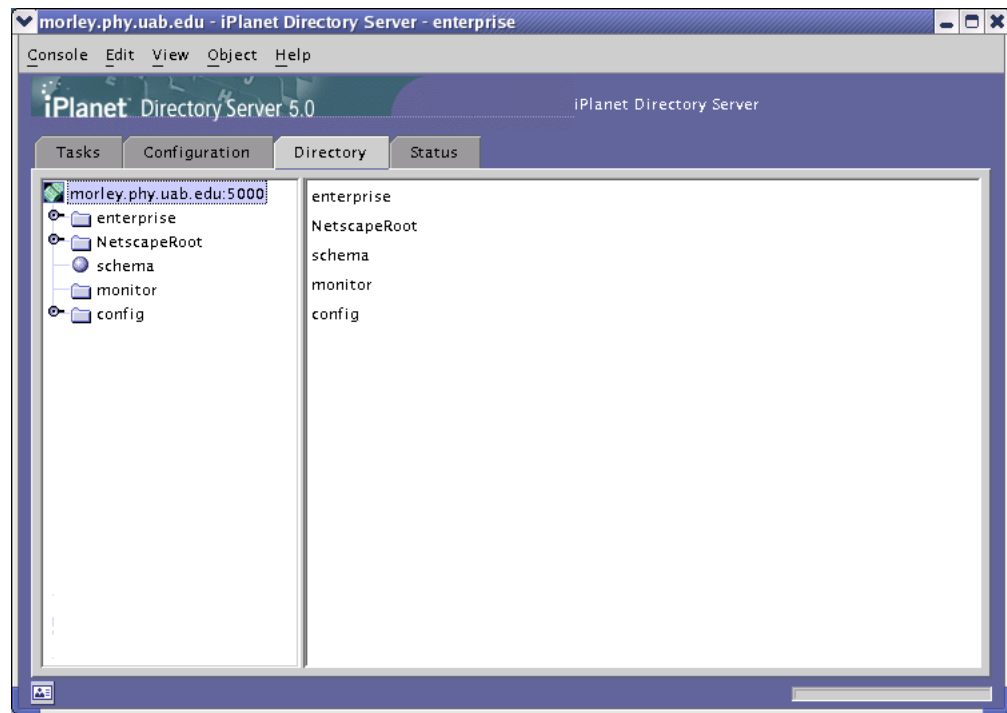 morley.phy.uab.edu - iPlanet Directory Server - enterprise
Console Edit View Object Help
iPlanet Directory Server 5.0
iPlanet Directory Server
Tasks Configuration Directory Status
morley.phy.uab.edu:5000
enterprise
NetscapeRoot
schema
monitor
config
enterprise
NetscapeRoot
schema
monitor
config